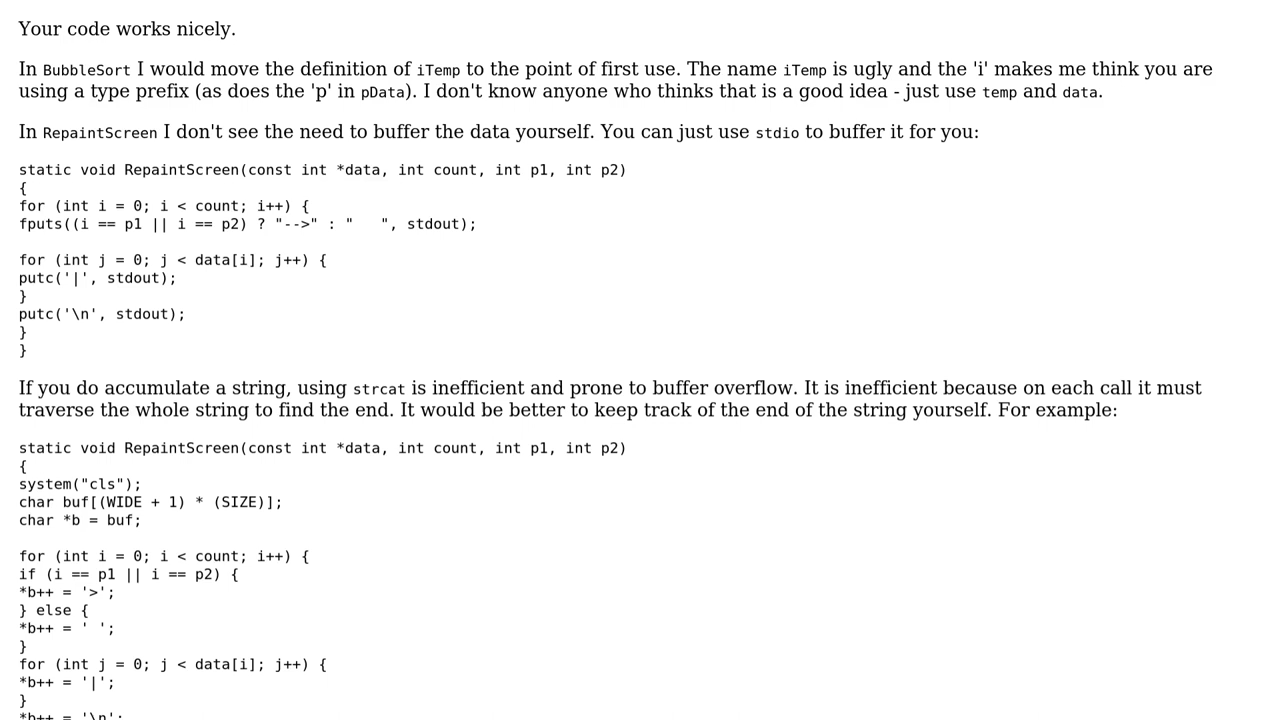 Your code works nicely.
In BubbleSort I would move the definition of iTemp to the point of first use. The name iTemp is ugly and the 'i' makes me think you are
using a type prefix (as does the 'p' in pData). I don't know anyone who thinks that is a good idea - just use temp and data.
In RepaintScreen I don't see the need to buffer the data yourself. You can just use stdio to buffer it for you:
static void RepaintScreen(const int *data, int count, int p1, int p2)
{
for (int i = 0; i < count; i++) {
fputs((i == p1 || i == p2) ? "-->" : "   ", stdout);
for (int j = 0; j < data[i]; j++) {
putc('|', stdout);
}
putc('\n', stdout);
}
}
If you do accumulate a string, using strcat is inefficient and prone to buffer overflow. It is inefficient because on each call it must
traverse the whole string to find the end. It would be better to keep track of the end of the string yourself. For example:
static void RepaintScreen(const int *data, int count, int p1, int p2)
{
system("cls");
char buf[(WIDE + 1) * (SIZE)];
char *b = buf;
for (int i = 0; i < count; i++) {
if (i == p1 || i == p2) {
*b++ = '>';
} else {
*b++ = ' ';
}
for (int j = 0; j < data[i]; j++) {
*b++ = '|';
}
*b++ = '\n';